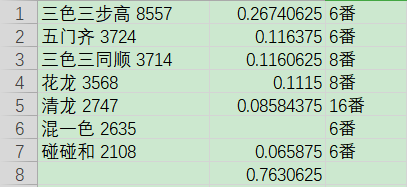 1 三色三步高 8557 0.26740625 6番
2 五门齐 3724 0.116375 6番
3 三色三同顺 3714 0.1160625 8番
4 花龙 3568 0.1115 8番
5 清龙 2747 0.08584375 16番
6 混一色 2635 6番
7 碰碰和 2108 0.065875 6番
8 0.7630625